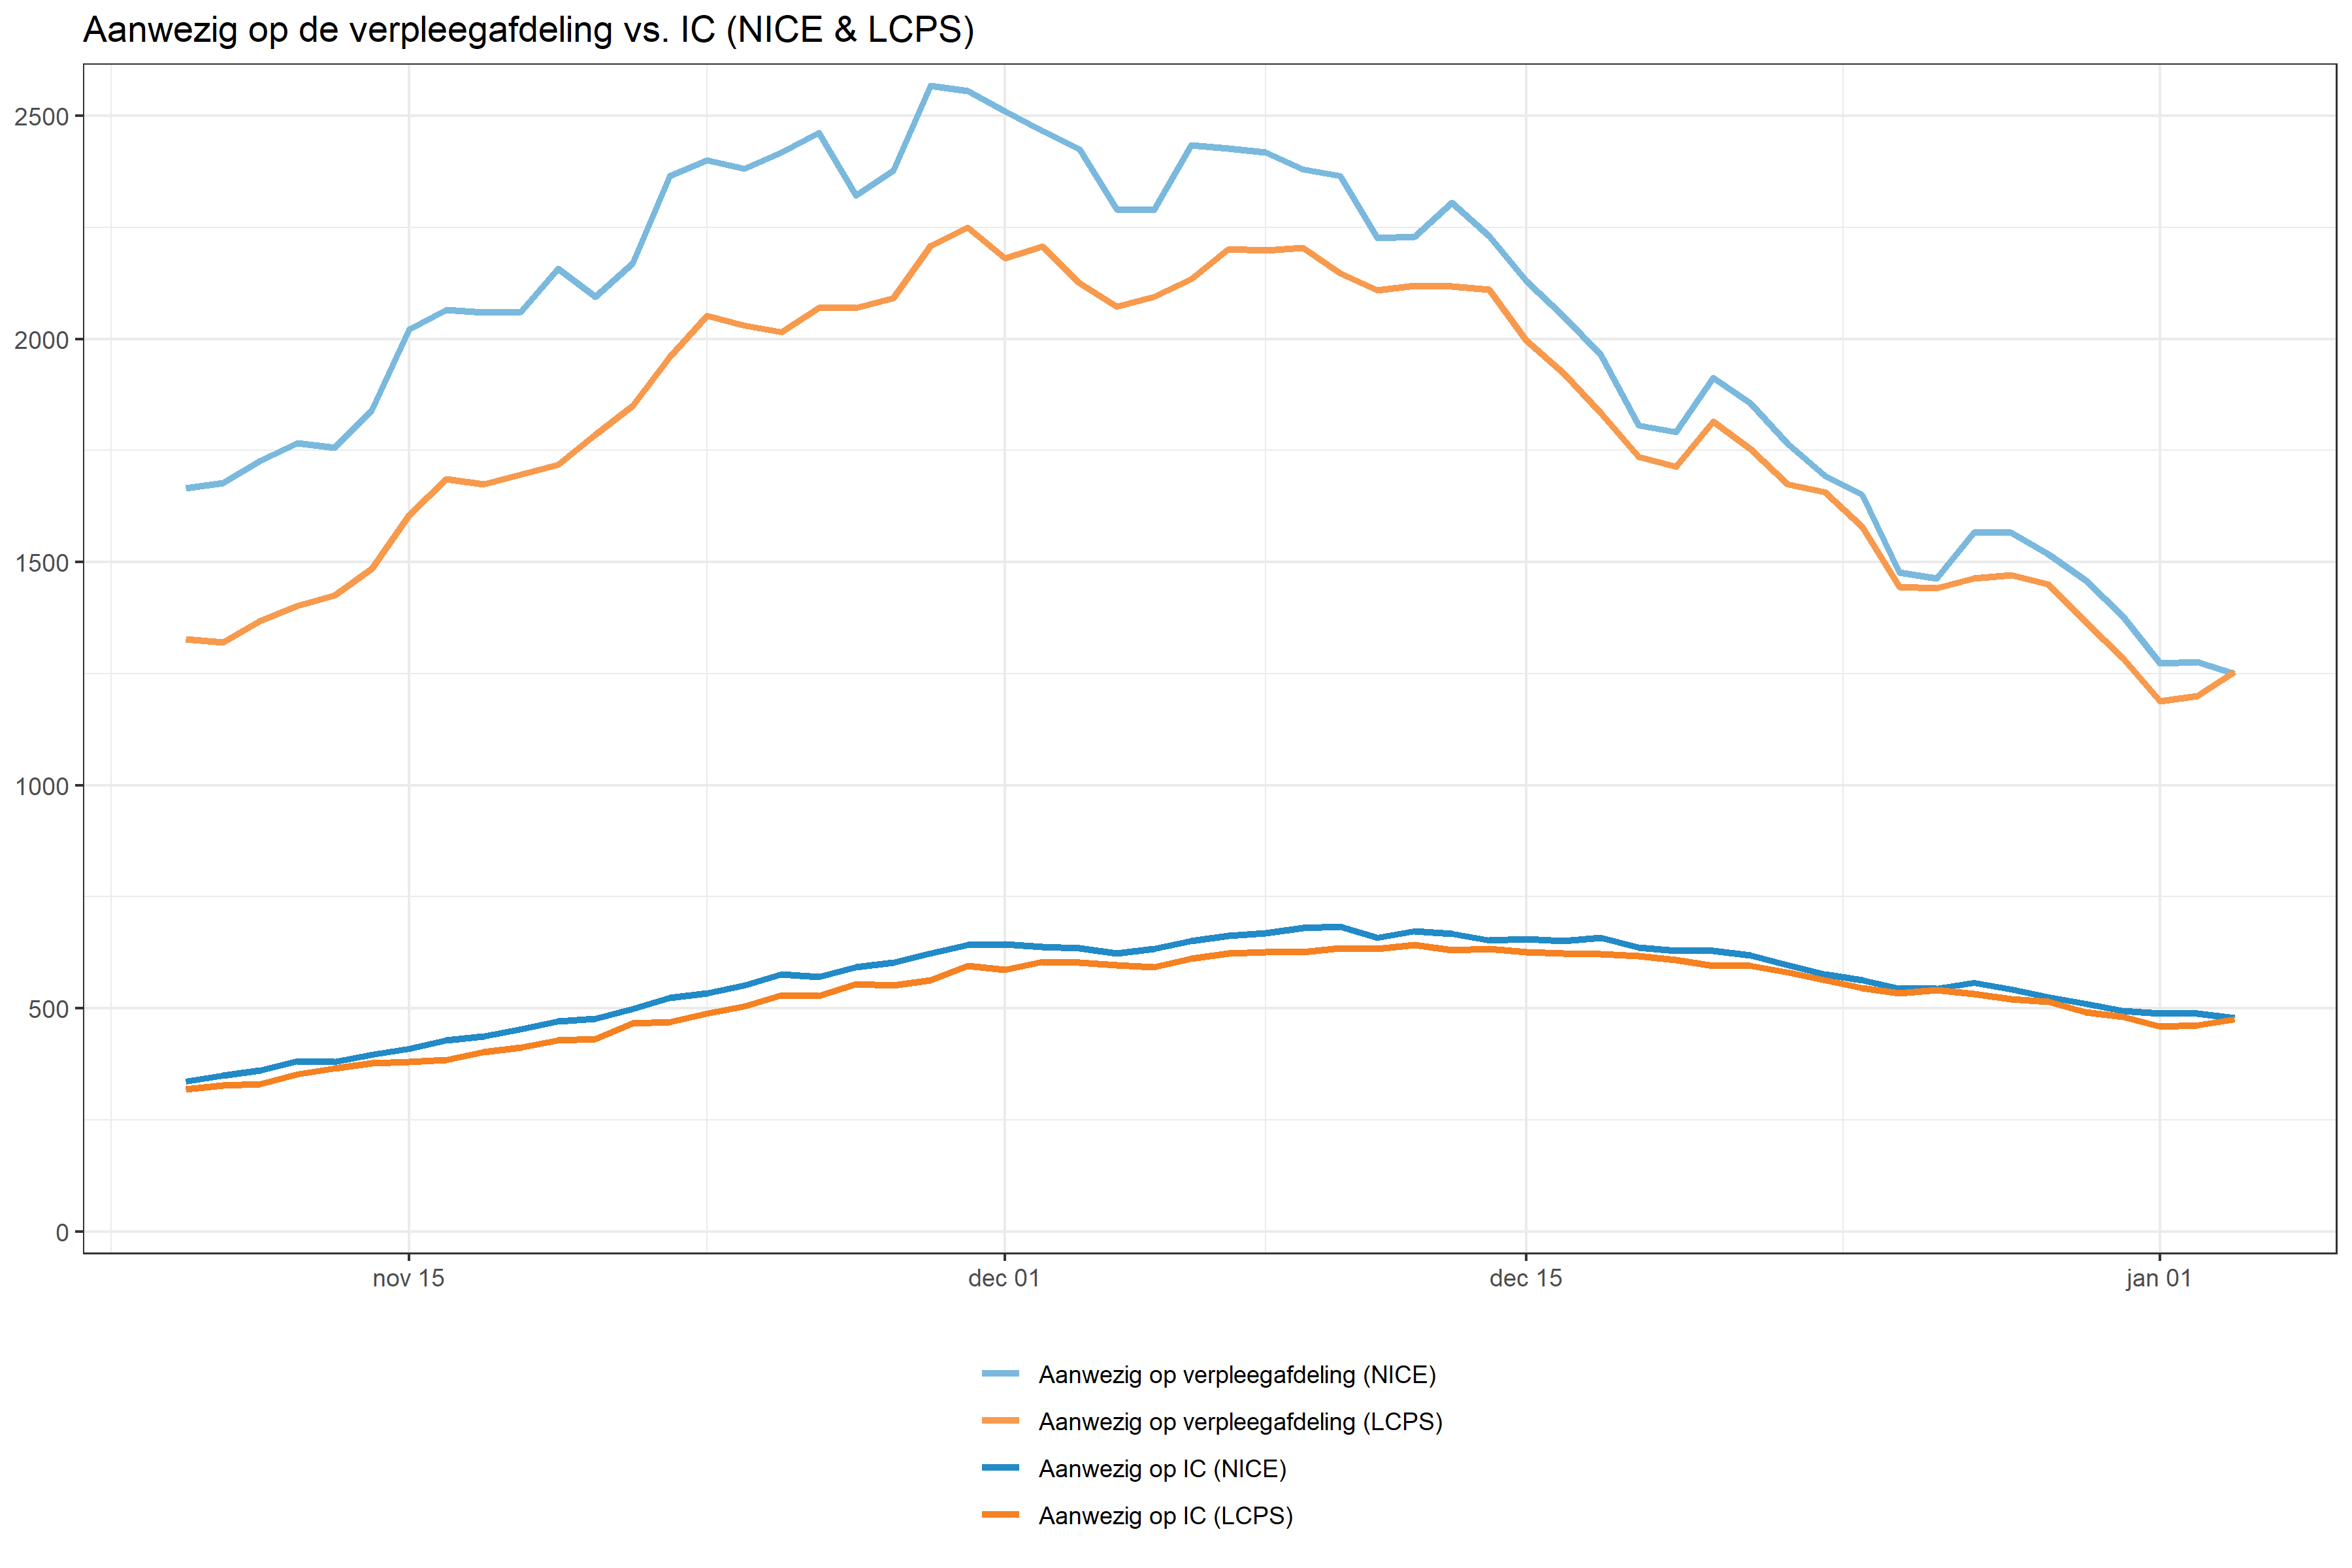 Aanwezig op de verpleegafdeling vs. IC (NICE & LCPS)
2500
2000
1500
1000
500
0
nov 15 dec 01 dec 15 jan 01
Aanwezig op verpleegafdeling (NICE)
Aanwezig op verpleegafdeling (LCPS)
Aanwezig op IC (NICE)
Aanwezig op IC (LCPS)